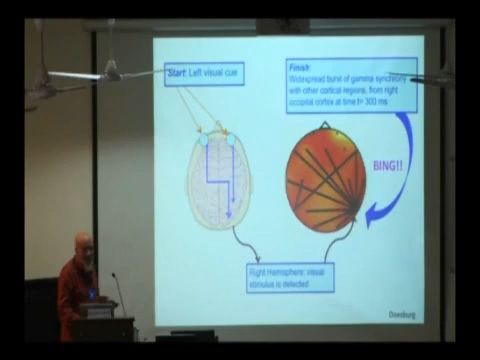 Start: Left visual cue
Finish:
Widespread burst of gamma synchrony
with other cortical regions, from right
occipital cortex at time t= 300 ms
BING!!
Right Hemisphere: visual
stimulus is detected
Doesburg